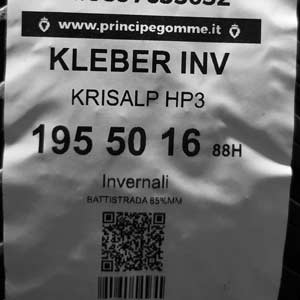 www.principegomme.it
KLEBER INV
KRISALP HP3
195 50 16 88H
Invernali
BATTISTRADA 85%MM